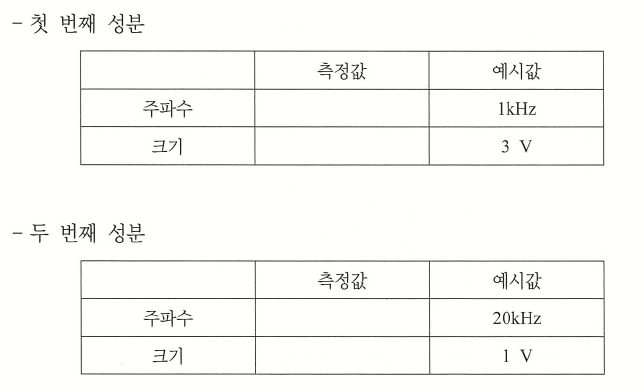 - 첫 번째 성분
측정값 예시값
주파수 1kHz
크기 3 V
- 두 번째 성분
측정값 예시값
주파수 20kHz
크기 1 V